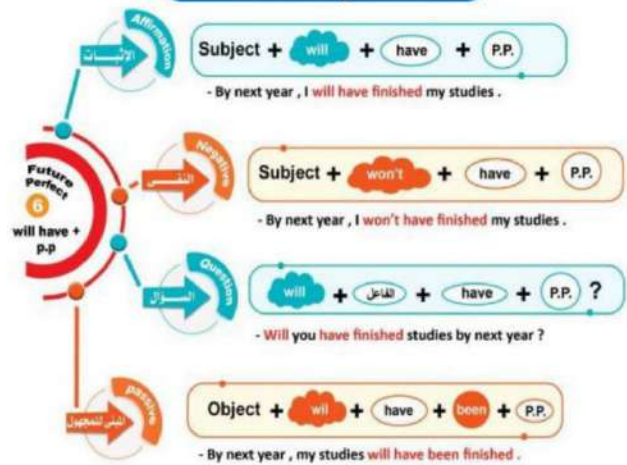 Affirmation
الإثبات
Subject + will + have + P.P.
- By next year , I will have finished my studies .
Future
Perfect
6
will have +
p.p
Negative
النفى
Subject + won't + have + P.P.
- By next year , I won't have finished my studies .
Question
السؤال
will + الفاعل + have + P.P. ?
- Will you have finished studies by next year ?
passive
المبنى للمجهول
Object + wil + have + been + P.P.
- By next year , my studies will have been finished .